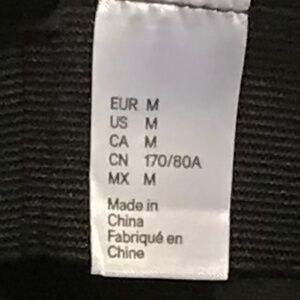 EUR M
US M
CA M
CN 170/80A
MX M
Made in
China
Fabriqué en
Chine